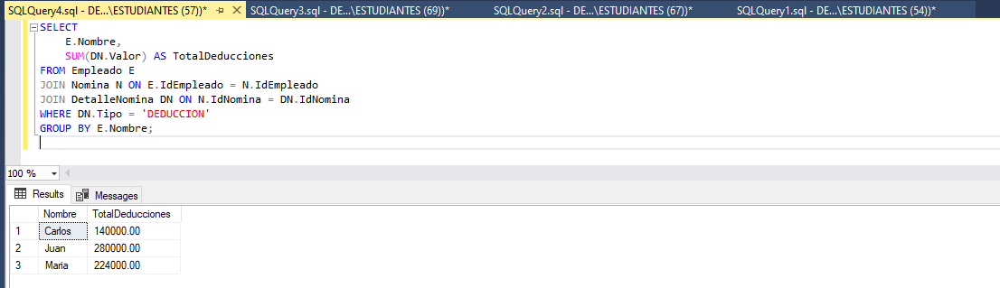 SQLQuery4.sql - DE...\ESTUDIANTES (57))* SQLQuery3.sql - DE...\ESTUDIANTES (69))* SQLQuery2.sql - DE...\ESTUDIANTES (67))* SQLQuery1.sql - DE...\ESTUDIANTES (54))*
SELECT
E.Nombre,
SUM(DN.Valor) AS TotalDeducciones
FROM Empleado E
JOIN Nomina N ON E.IdEmpleado = N.IdEmpleado
JOIN DetalleNomina DN ON N.IdNomina = DN.IdNomina
WHERE DN.Tipo = 'DEDUCCION'
GROUP BY E.Nombre;
100 %
Results Messages
Nombre TotalDeducciones
1 Carlos 140000.00
2 Juan 280000.00
3 Maria 224000.00